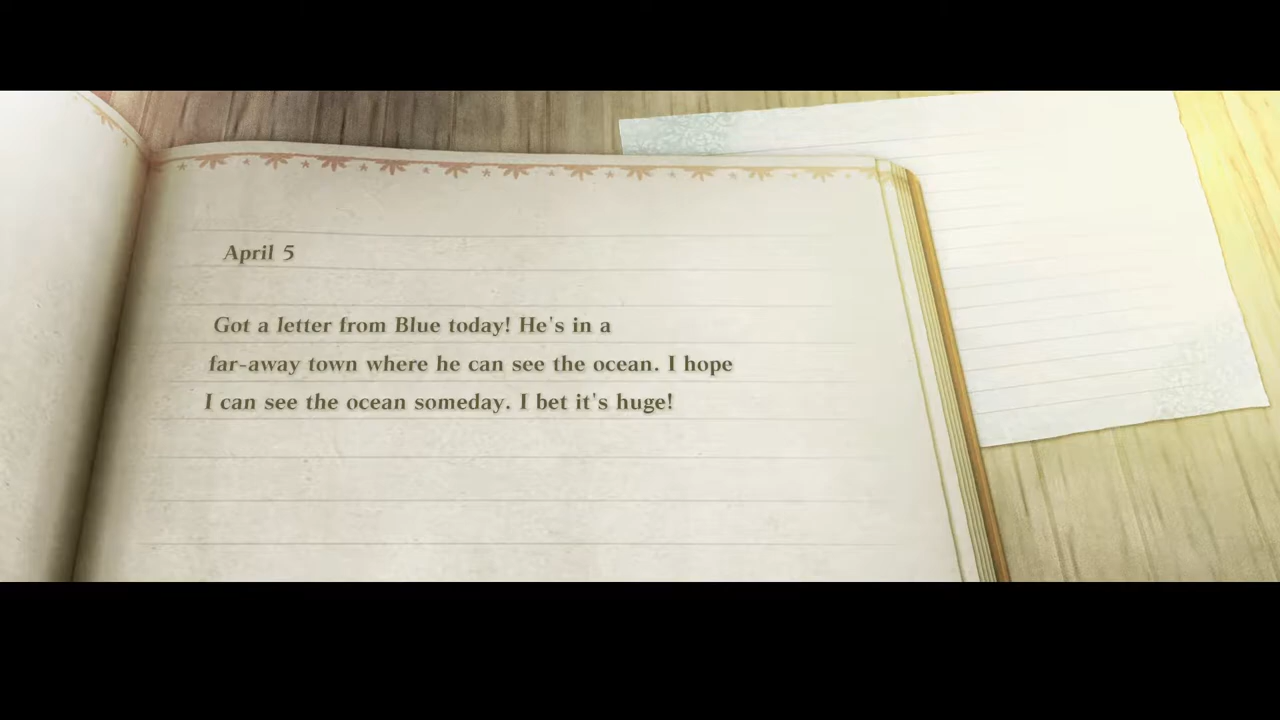 April 5
Got a letter from Blue today! He's in a
far-away town where he can see the ocean. I hope
I can see the ocean someday. I bet it's huge!